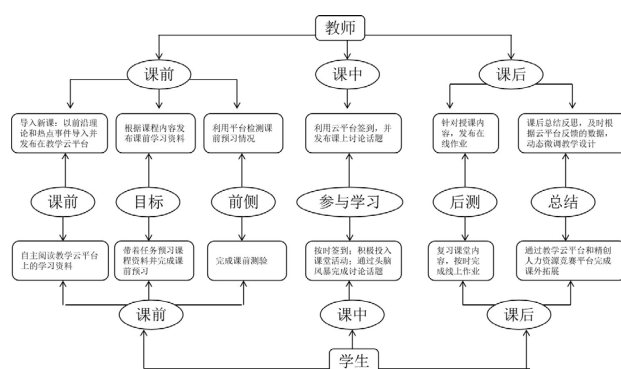 教师
课前
课中
课后
导入新课：以前沿理
论和热点事件导入并
发布在教学云平台
根据课程内容发
布课前学习资料
利用平台检测课
前预习情况
利用云平台签到，并
发布课上讨论话题
针对授课内
容，发布在
线作业
课后总结反思，及时根
据云平台反馈的数据，
动态微调教学设计
课前
目标
前侧
参与学习
后测
总结
自主阅读教学云平台
上的学习资料
带着任务预习课
程资料并完成课
前预习
完成课前测验
按时签到；积极投入
课堂活动；通过头脑
风暴完成讨论话题
复习课堂内
容，按时完
成线上作业
通过教学云平台和精创
人力资源竞赛平台完成
课外拓展
课前
课中
课后
学生